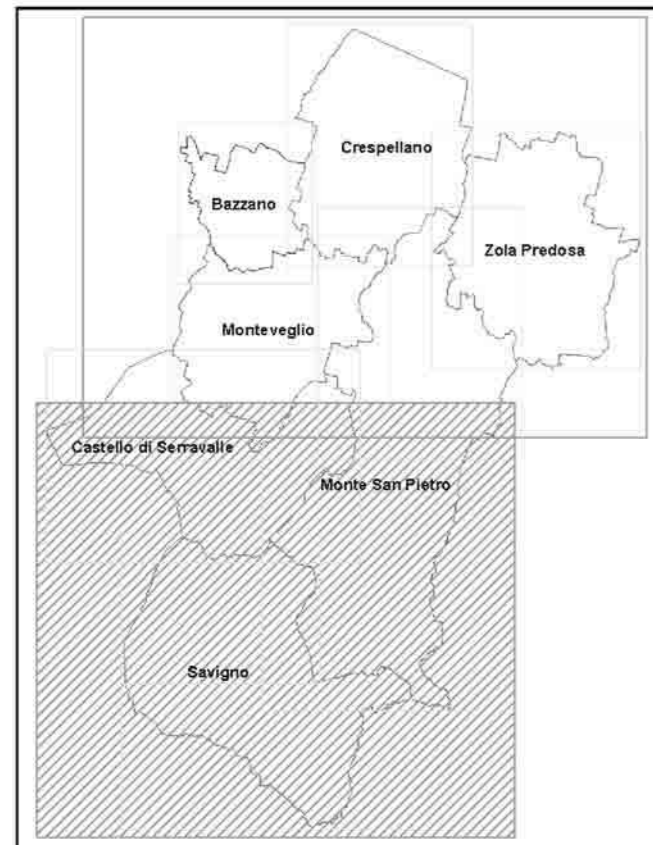 Crespellano
Bazzano
Zola Predosa
Monteveglio
Castello di Serravalle
Monte San Pietro
Savigno